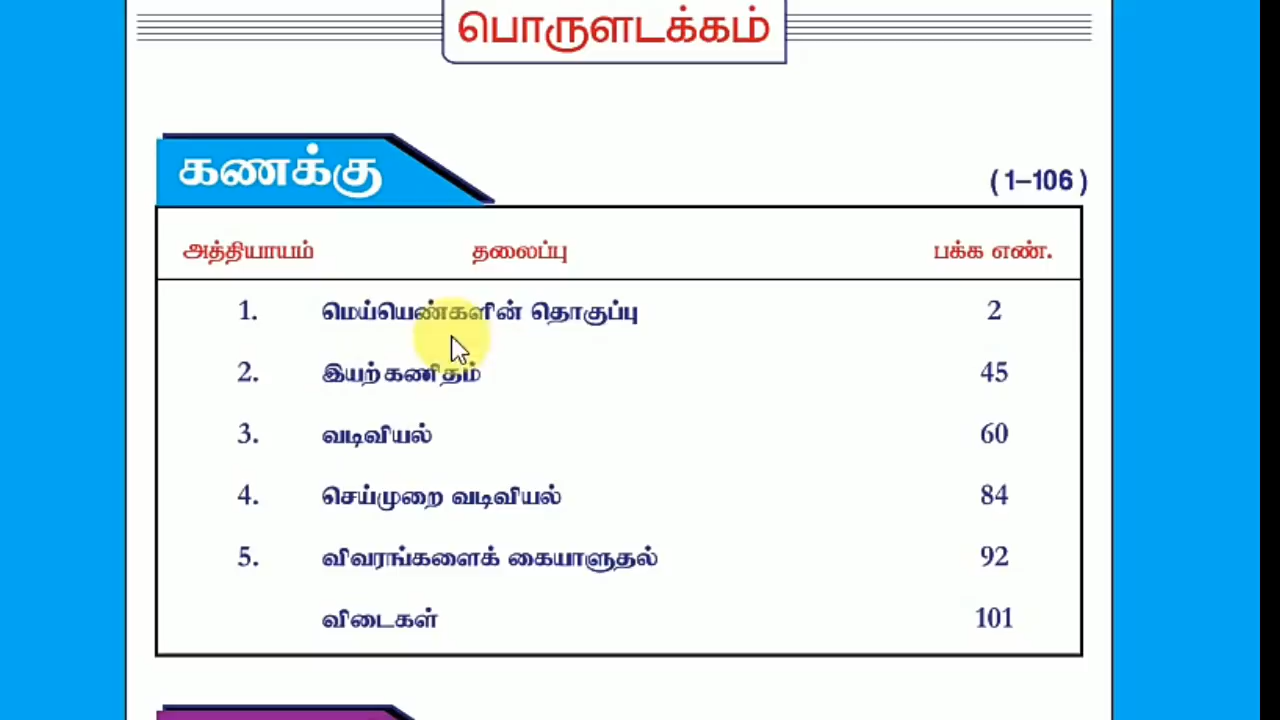 பொருளடக்கம்
கணக்கு
(1–106)
அத்தியாயம் தலைப்பு பக்க எண்.
1. மெய்யெண்களின் தொகுப்பு 2
2. இயற்கணிதம் 45
3. வடிவியல் 60
4. செய்முறை வடிவியல் 84
5. விவரங்களைக் கையாளுதல் 92
விடைகள் 101